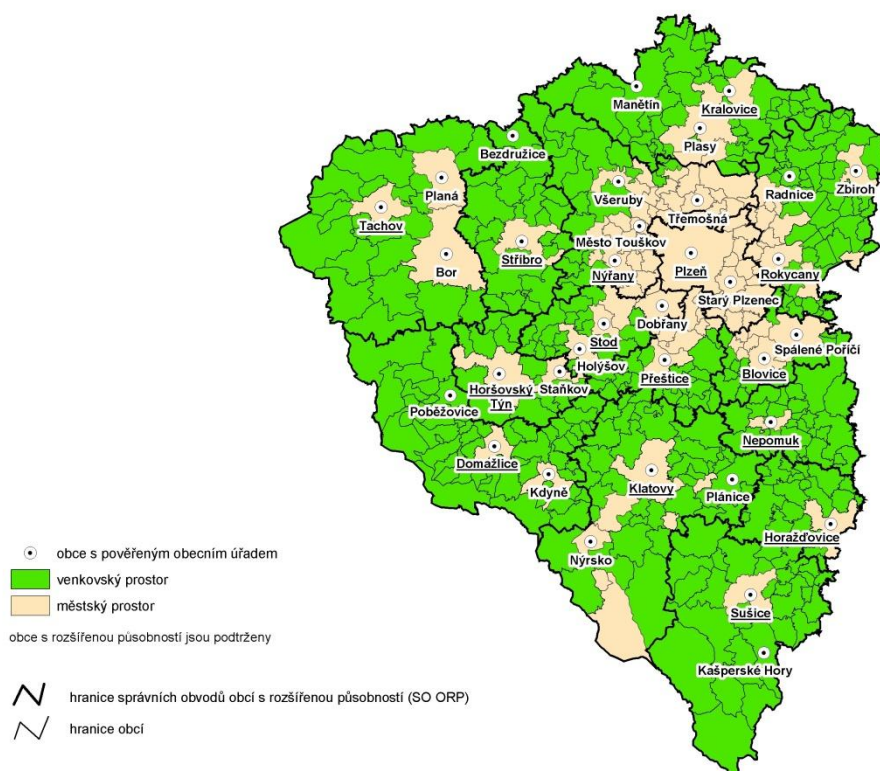 Manětín
Kralovice
Plasy
Bezdružice
Planá
Všeruby
Radnice
Zbiroh
Tachov
Třemošná
Město Touškov
Stříbro
Bor
Nýřany
Plzeň
Rokycany
Starý Plzenec
Dobřany
Stod
Spálené Poříčí
Holýšov
Přeštice
Blovice
Horšovský
Týn
Staňkov
Poběžovice
Nepomuk
Domažlice
Kdyně
Klatovy
Plánice
Horažďovice
Nýrsko
Sušice
Kašperské Hory
obce s pověřeným obecním úřadem
venkovský prostor
městský prostor
obce s rozšířenou působností jsou podtrženy
hranice správních obvodů obcí s rozšířenou působností (SO ORP)
hranice obcí